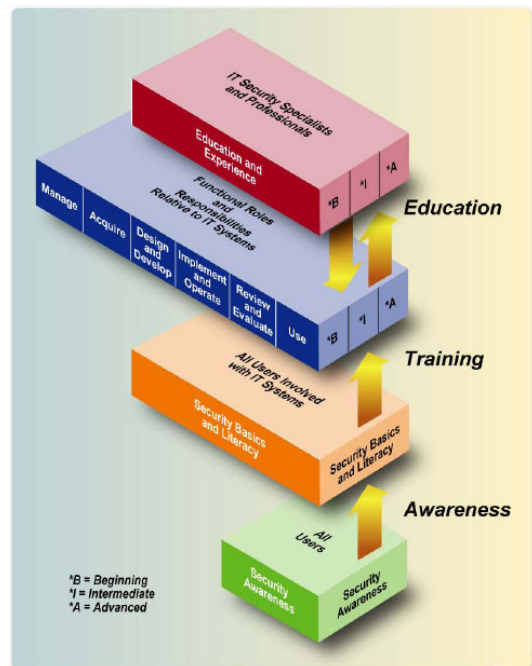 IT Security Specialists
and Professionals
Education and
Experience
*B
*I
*A
Education
Functional Roles
and
Responsibilities
Relative to IT Systems
Manage
Acquire
Design
and
Develop
Implement
and
Operate
Review
and
Evaluate
Use
*B
*I
*A
Training
All Users Involved
with IT Systems
Security Basics
and Literacy
Security Basics
and Literacy
Awareness
All
Users
Security
Awareness
Security
Awareness
*B = Beginning
*I = Intermediate
*A = Advanced